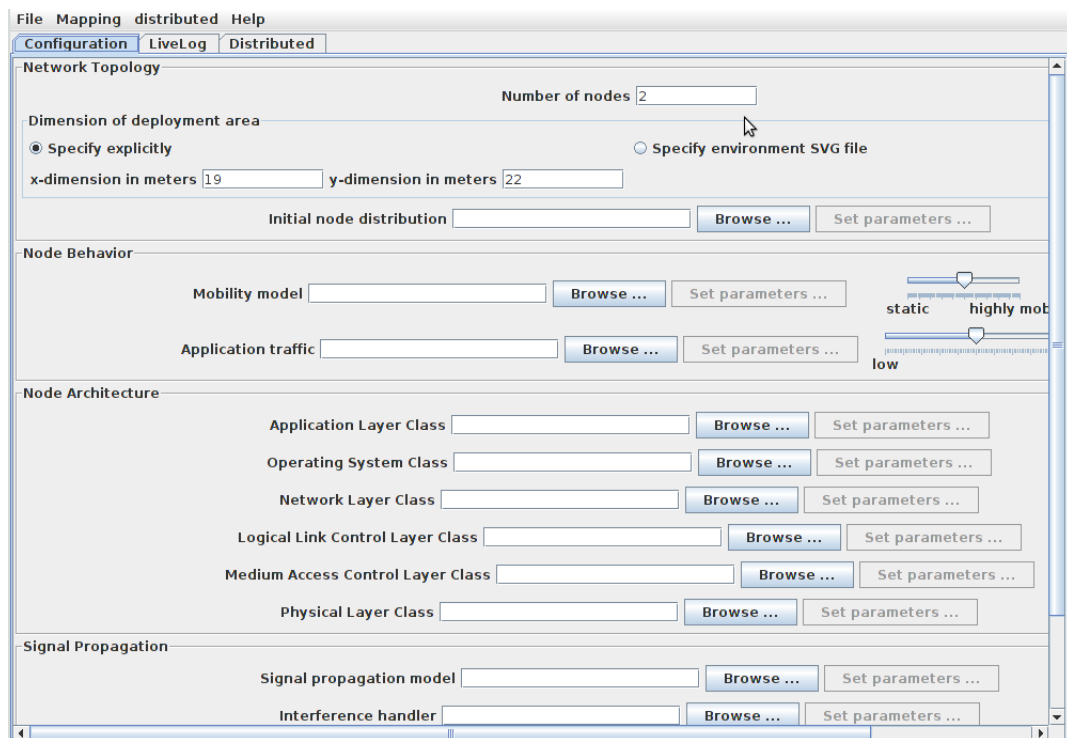 File Mapping distributed Help
Configuration LiveLog Distributed
Network Topology
Number of nodes 2
Dimension of deployment area
Specify explicitly Specify environment SVG file
x-dimension in meters 19 y-dimension in meters 22
Initial node distribution Browse ... Set parameters ...
Node Behavior
Mobility model Browse ... Set parameters ...
static highly mob
Application traffic Browse ... Set parameters ...
low
Node Architecture
Application Layer Class Browse ... Set parameters ...
Operating System Class Browse ... Set parameters ...
Network Layer Class Browse ... Set parameters ...
Logical Link Control Layer Class Browse ... Set parameters ...
Medium Access Control Layer Class Browse ... Set parameters ...
Physical Layer Class Browse ... Set parameters ...
Signal Propagation
Signal propagation model Browse ... Set parameters ...
Interference handler Browse ... Set parameters ...